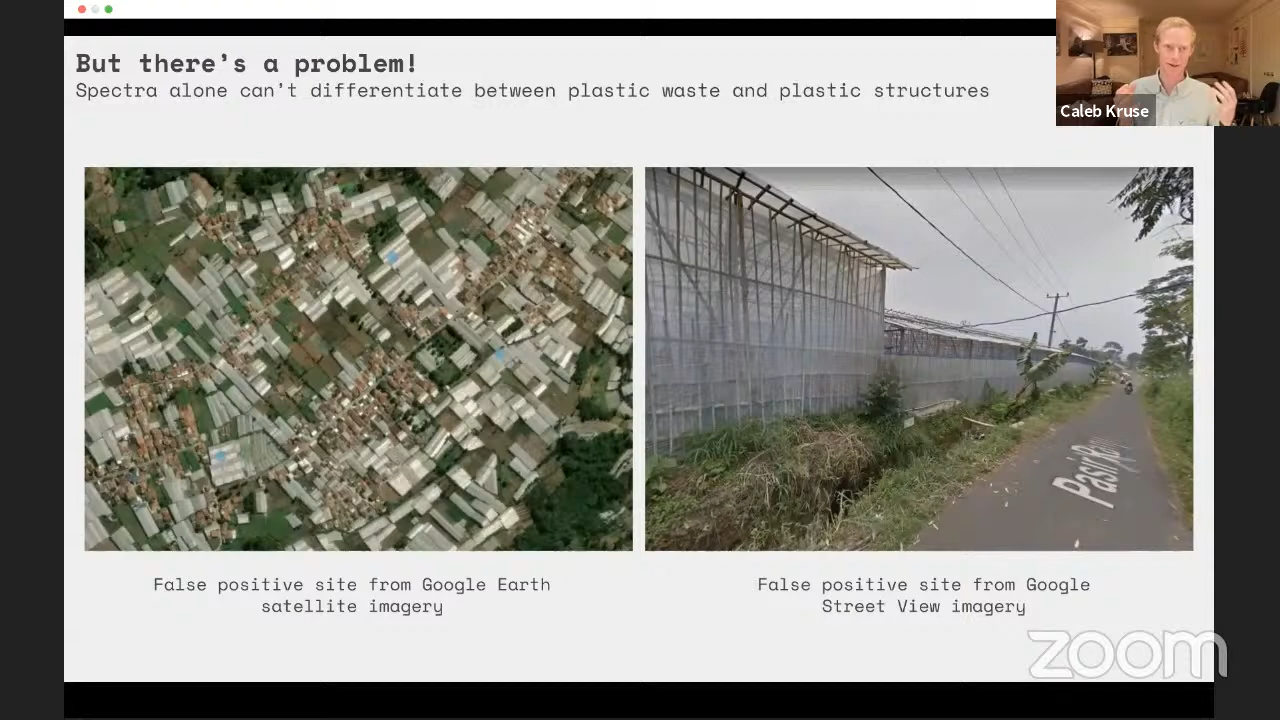 But there's a problem!
Spectra alone can't differentiate between plastic waste and plastic structures
Caleb Kruse
False positive site from Google Earth
satellite imagery
False positive site from Google
Street View imagery
zoom